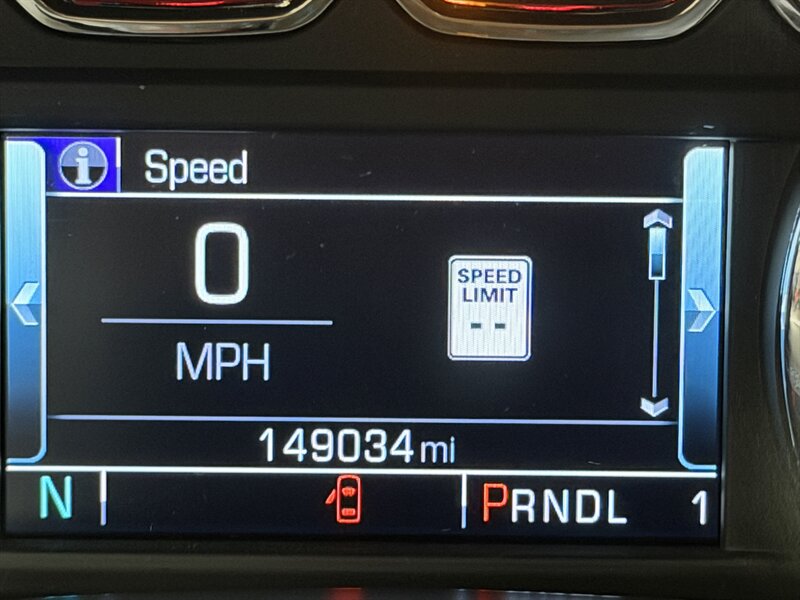 i Speed
0
MPH
SPEED
LIMIT
--
149034 mi
N PRNDL 1